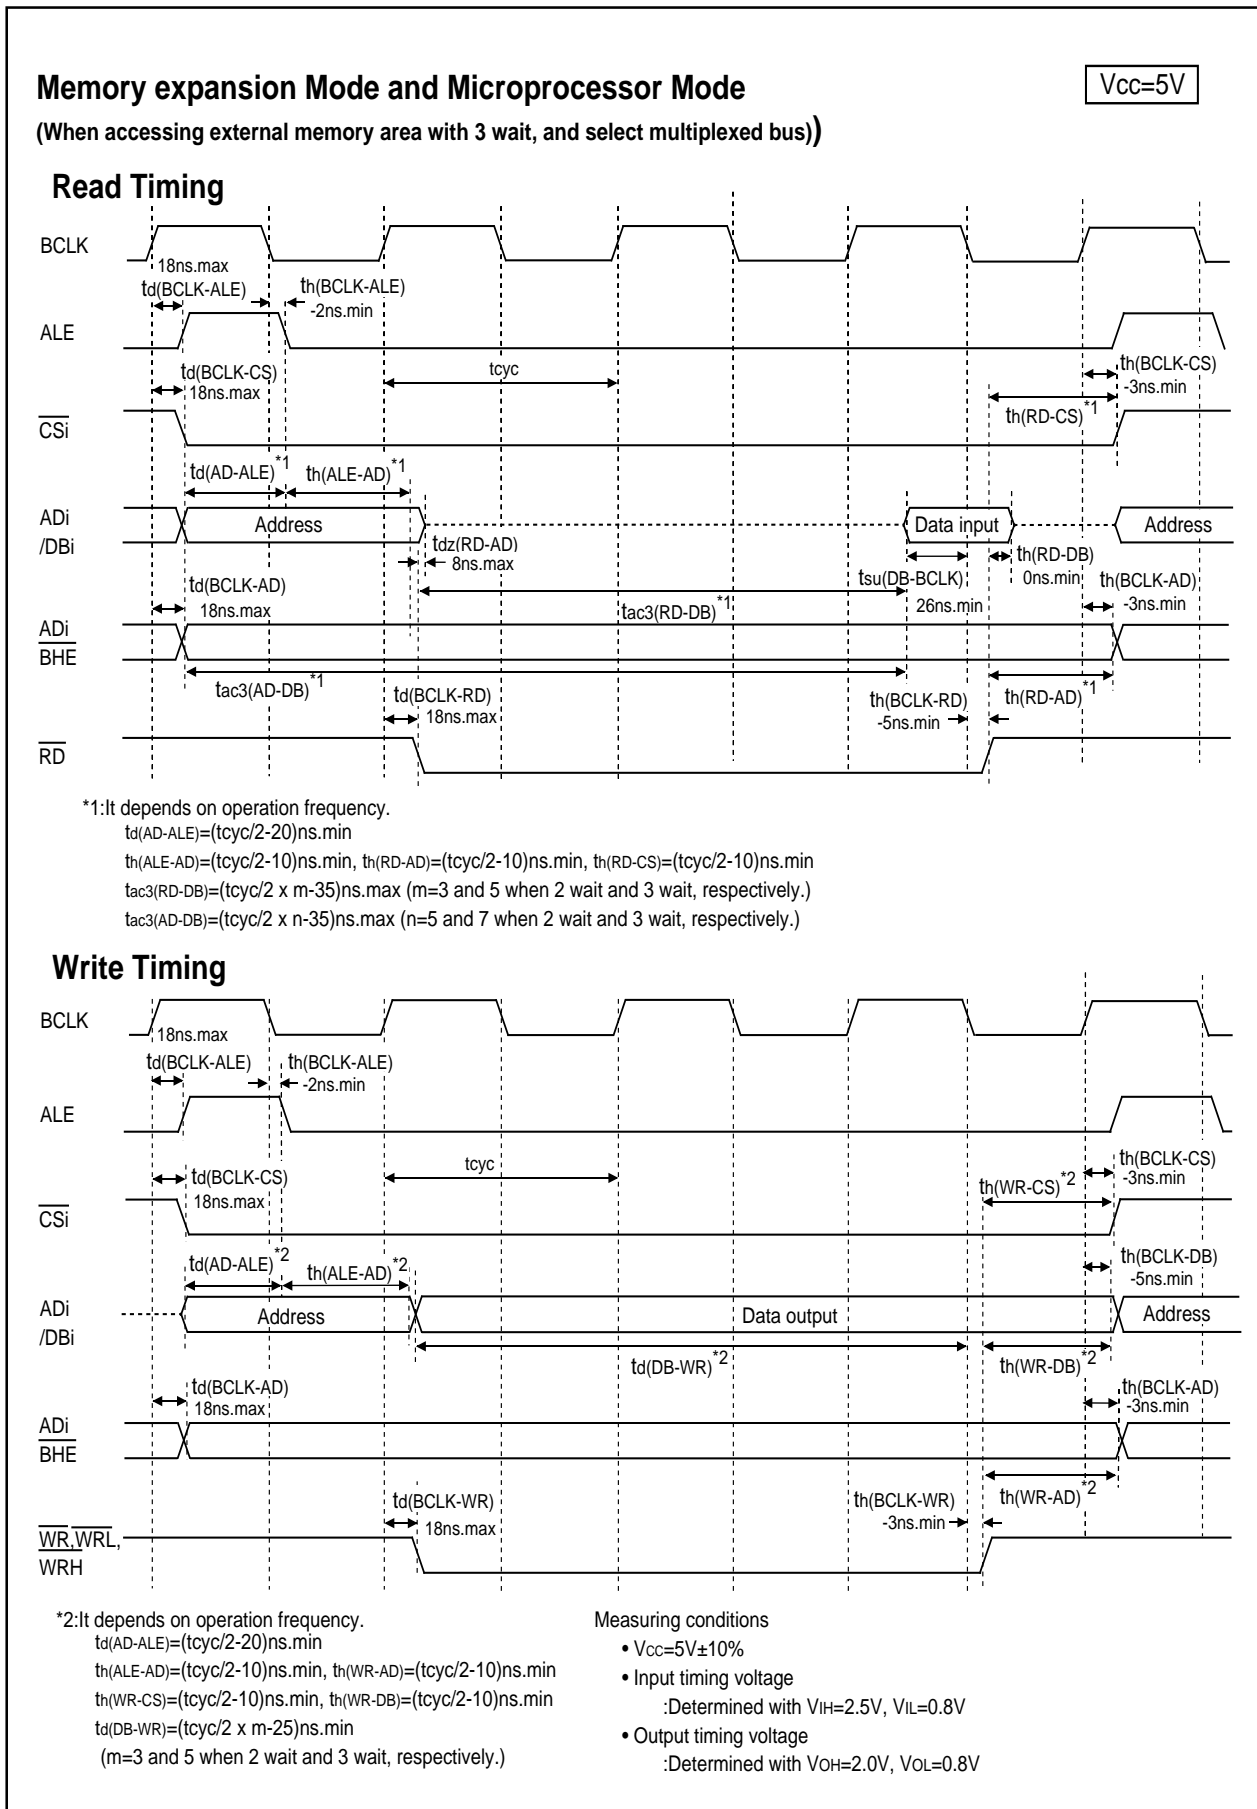 Memory expansion Mode and Microprocessor Mode
Vcc=5V
(When accessing external memory area with 3 wait, and select multiplexed bus))
Read Timing
BCLK
18ns.max
td(BCLK-ALE)
th(BCLK-ALE)
-2ns.min
ALE
td(BCLK-CS)
18ns.max
tcyc
th(BCLK-CS)
-3ns.min
th(RD-CS)*1
CSi
td(AD-ALE)*1
th(ALE-AD)*1
ADi
/DBi
Address
Data input
Address
tdz(RD-AD)
8ns.max
th(RD-DB)
0ns.min
tsu(DB-BCLK)
26ns.min
td(BCLK-AD)
18ns.max
th(BCLK-AD)
-3ns.min
tac3(RD-DB)*1
ADi
BHE
tac3(AD-DB)*1
td(BCLK-RD)
18ns.max
th(BCLK-RD)
-5ns.min
th(RD-AD)*1
RD
*1:It depends on operation frequency.
td(AD-ALE)=(tcyc/2-20)ns.min
th(ALE-AD)=(tcyc/2-10)ns.min, th(RD-AD)=(tcyc/2-10)ns.min, th(RD-CS)=(tcyc/2-10)ns.min
tac3(RD-DB)=(tcyc/2 x m-35)ns.max (m=3 and 5 when 2 wait and 3 wait, respectively.)
tac3(AD-DB)=(tcyc/2 x n-35)ns.max (n=5 and 7 when 2 wait and 3 wait, respectively.)
Write Timing
BCLK
18ns.max
td(BCLK-ALE)
th(BCLK-ALE)
-2ns.min
ALE
td(BCLK-CS)
18ns.max
tcyc
th(BCLK-CS)
-3ns.min
th(WR-CS)*2
CSi
td(AD-ALE)*2
th(ALE-AD)*2
th(BCLK-DB)
-5ns.min
ADi
/DBi
Address
Data output
Address
td(DB-WR)*2
th(WR-DB)*2
td(BCLK-AD)
18ns.max
th(BCLK-AD)
-3ns.min
ADi
BHE
td(BCLK-WR)
18ns.max
th(BCLK-WR)
-3ns.min
th(WR-AD)*2
WR,WRL,
WRH
*2:It depends on operation frequency.
td(AD-ALE)=(tcyc/2-20)ns.min
th(ALE-AD)=(tcyc/2-10)ns.min, th(WR-AD)=(tcyc/2-10)ns.min
th(WR-CS)=(tcyc/2-10)ns.min, th(WR-DB)=(tcyc/2-10)ns.min
td(DB-WR)=(tcyc/2 x m-25)ns.min
(m=3 and 5 when 2 wait and 3 wait, respectively.)
Measuring conditions
• VCC=5V±10%
• Input timing voltage
:Determined with VIH=2.5V, VIL=0.8V
• Output timing voltage
:Determined with VOH=2.0V, VOL=0.8V